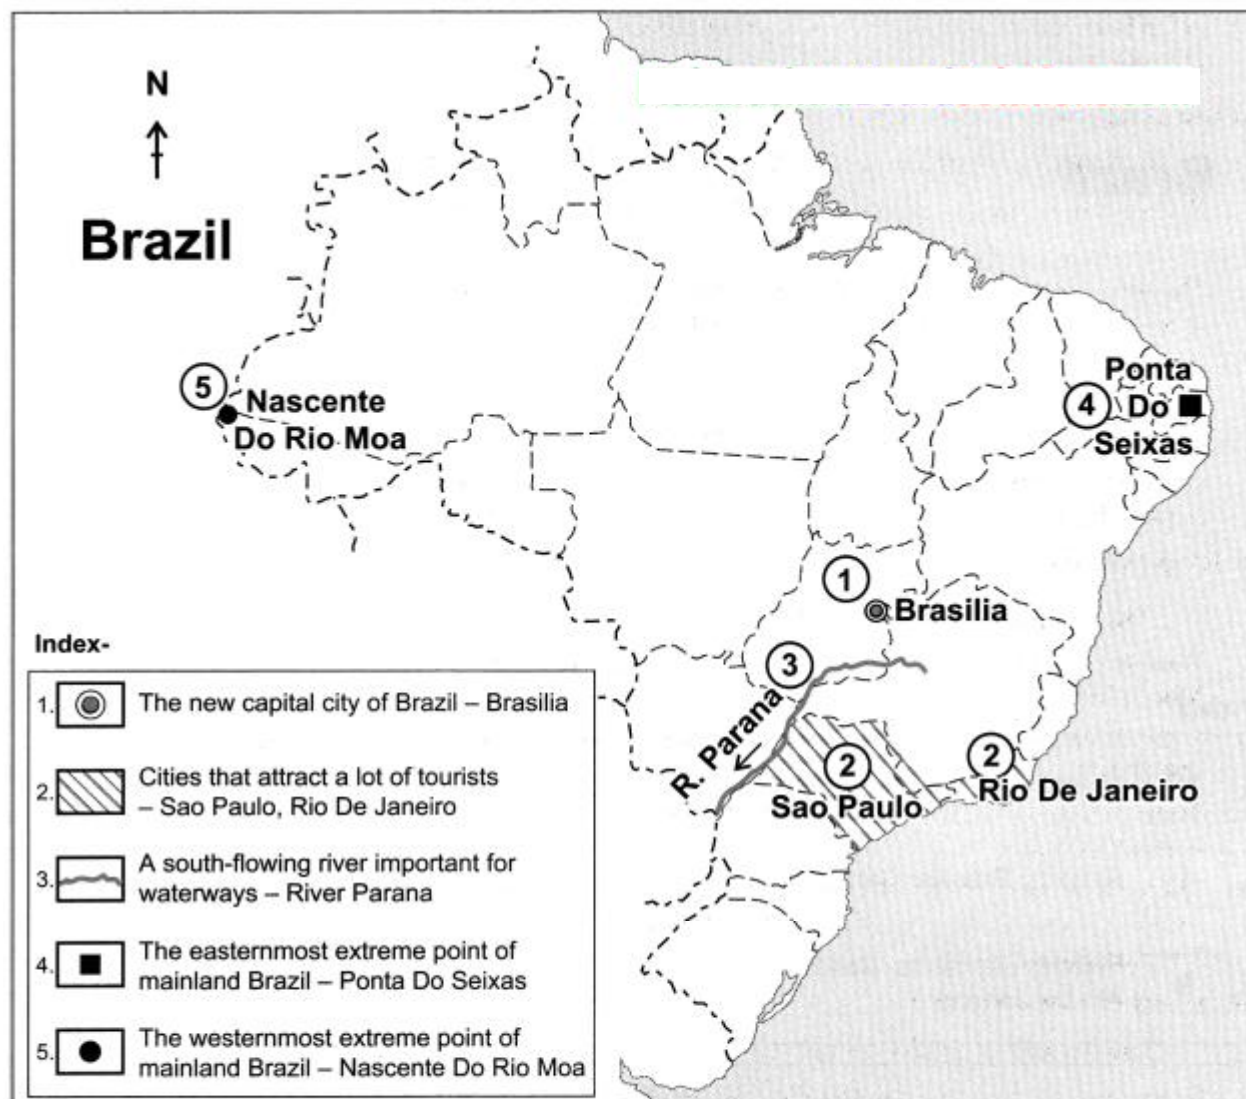 N
Brazil
5
Nascente
Do Rio Moa
Ponta
4 Do
Seixas
1
Brasilia
3
R. Parana
2
Sao Paulo
2
Rio De Janeiro
Index-
1. The new capital city of Brazil – Brasilia
2. Cities that attract a lot of tourists
– Sao Paulo, Rio De Janeiro
3. A south-flowing river important for
waterways – River Parana
4. The easternmost extreme point of
mainland Brazil – Ponta Do Seixas
5. The westernmost extreme point of
mainland Brazil – Nascente Do Rio Moa